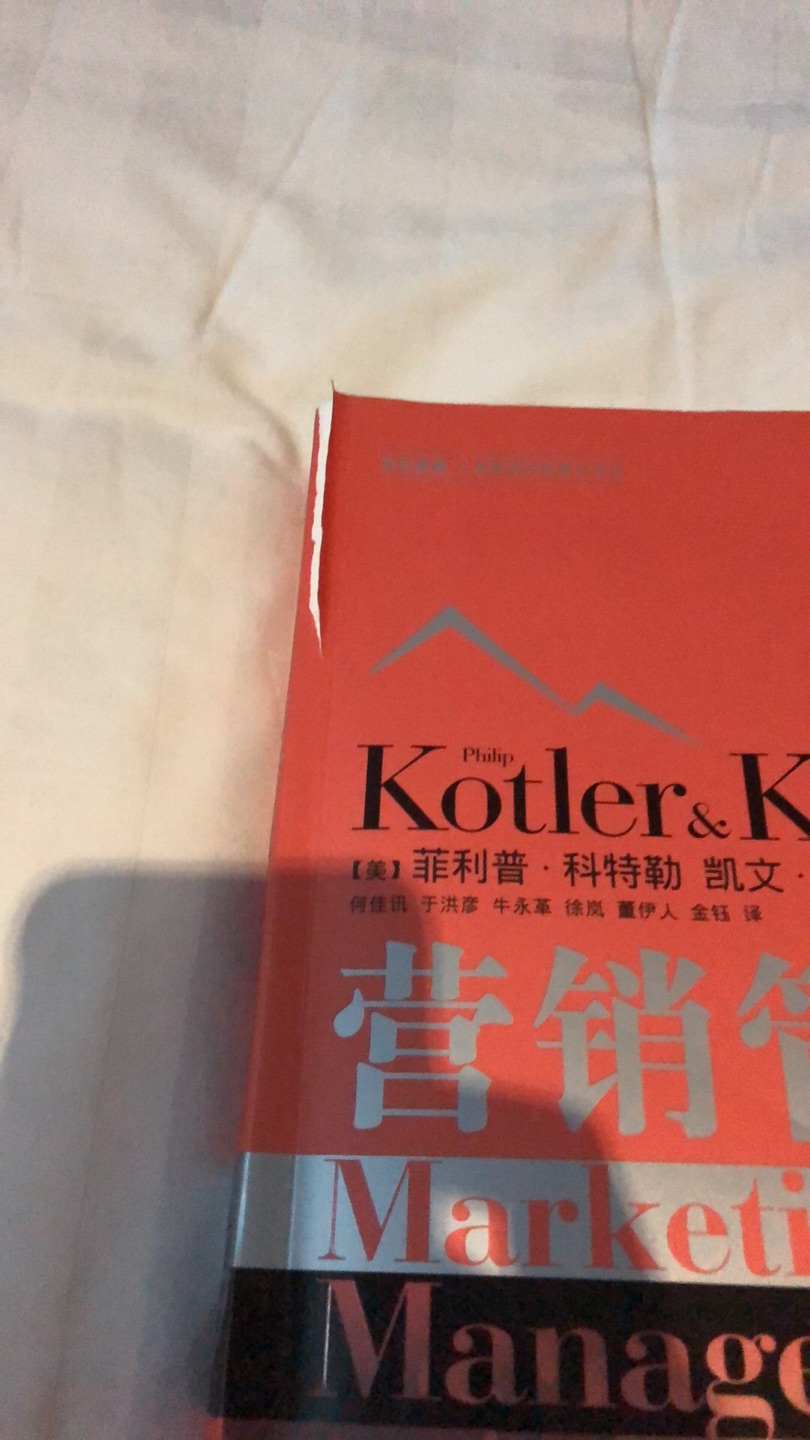 Philip
Kotler & K
【美】菲利普·科特勒 凯文·
何佳讯 于洪彦 牛永革 徐岚 董伊人 金钰 译
营销管
Marketi
Manage